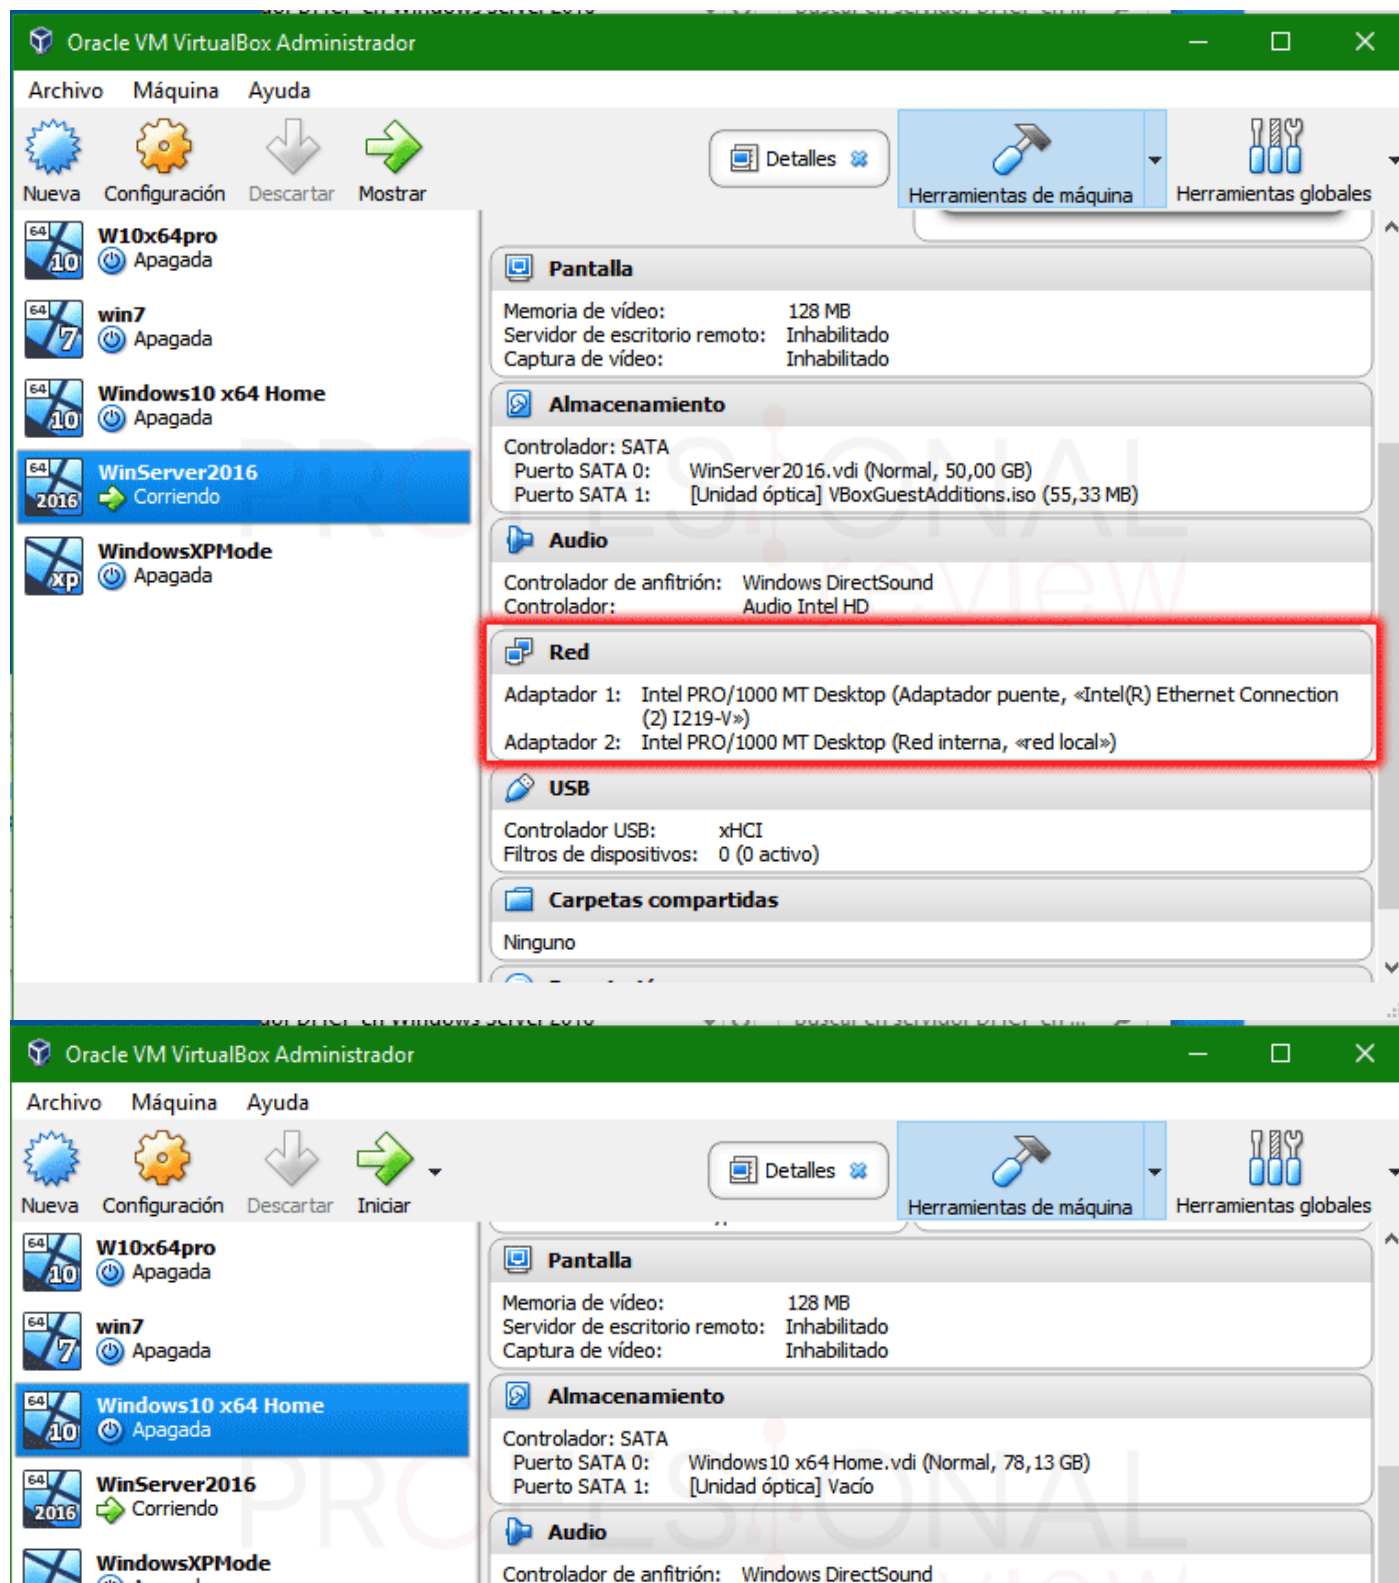 Oracle VM VirtualBox Administrador
Archivo Máquina Ayuda
Nueva Configuración Descartar Mostrar Detalles Herramientas de máquina Herramientas globales
W10x64pro
Apagada
win7
Apagada
Windows10 x64 Home
Apagada
WinServer2016
Corriendo
WindowsXPMode
Apagada
Pantalla
Memoria de vídeo: 128 MB
Servidor de escritorio remoto: Inhabilitado
Captura de vídeo: Inhabilitado
Almacenamiento
Controlador: SATA
Puerto SATA 0: WinServer2016.vdi (Normal, 50,00 GB)
Puerto SATA 1: [Unidad óptica] VBoxGuestAdditions.iso (55,33 MB)
Audio
Controlador de anfitrión: Windows DirectSound
Controlador: Audio Intel HD
Red
Adaptador 1: Intel PRO/1000 MT Desktop (Adaptador puente, «Intel(R) Ethernet Connection
(2) I219-V»)
Adaptador 2: Intel PRO/1000 MT Desktop (Red interna, «red local»)
USB
Controlador USB: xHCI
Filtros de dispositivos: 0 (0 activo)
Carpetas compartidas
Ninguno
PROFESIONAL
review
Oracle VM VirtualBox Administrador
Archivo Máquina Ayuda
Nueva Configuración Descartar Iniciar Detalles Herramientas de máquina Herramientas globales
W10x64pro
Apagada
win7
Apagada
Windows10 x64 Home
Apagada
WinServer2016
Corriendo
WindowsXPMode
Pantalla
Memoria de vídeo: 128 MB
Servidor de escritorio remoto: Inhabilitado
Captura de vídeo: Inhabilitado
Almacenamiento
Controlador: SATA
Puerto SATA 0: Windows10 x64 Home.vdi (Normal, 78,13 GB)
Puerto SATA 1: [Unidad óptica] Vacío
Audio
Controlador de anfitrión: Windows DirectSound
PROFESIONAL